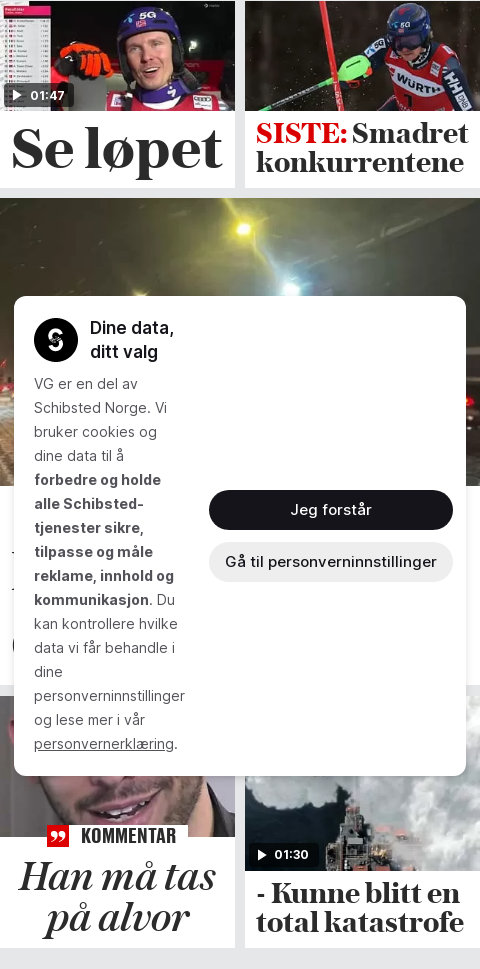 5G
01:47
5G
WÜRTH
Se løpet
SISTE: Smadret
konkurrentene
Dine data,
ditt valg
VG er en del av
Schibsted Norge. Vi
bruker cookies og
dine data til å
forbedre og holde
alle Schibsted-
tjenester sikre,
tilpasse og måle
reklame, innhold og
kommunikasjon. Du
kan kontrollere hvilke
data vi får behandle i
dine
personverninnstillinger
og lese mer i vår
personvernerklæring.
Jeg forstår
Gå til personverninnstillinger
KOMMENTAR
Han må tas
på alvor
01:30
- Kunne blitt en
total katastrofe